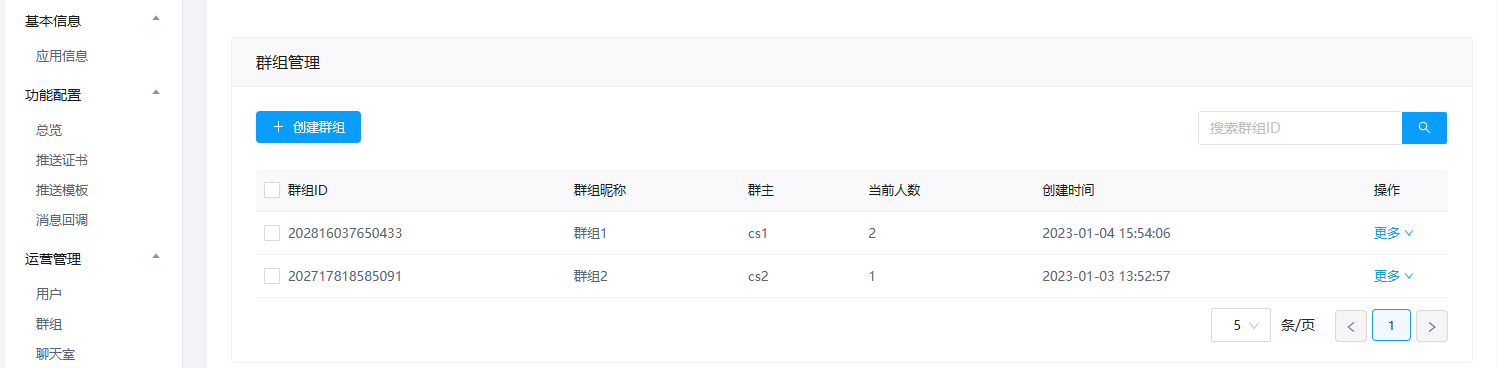 基本信息
应用信息
功能配置
总览
推送证书
推送模板
消息回调
运营管理
用户
群组
聊天室
群组管理
+ 创建群组
搜索群组ID
群组ID 群组昵称 群主 当前人数 创建时间 操作
202816037650433 群组1 cs1 2 2023-01-04 15:54:06 更多
202717818585091 群组2 cs2 1 2023-01-03 13:52:57 更多
5 条/页 < 1 >